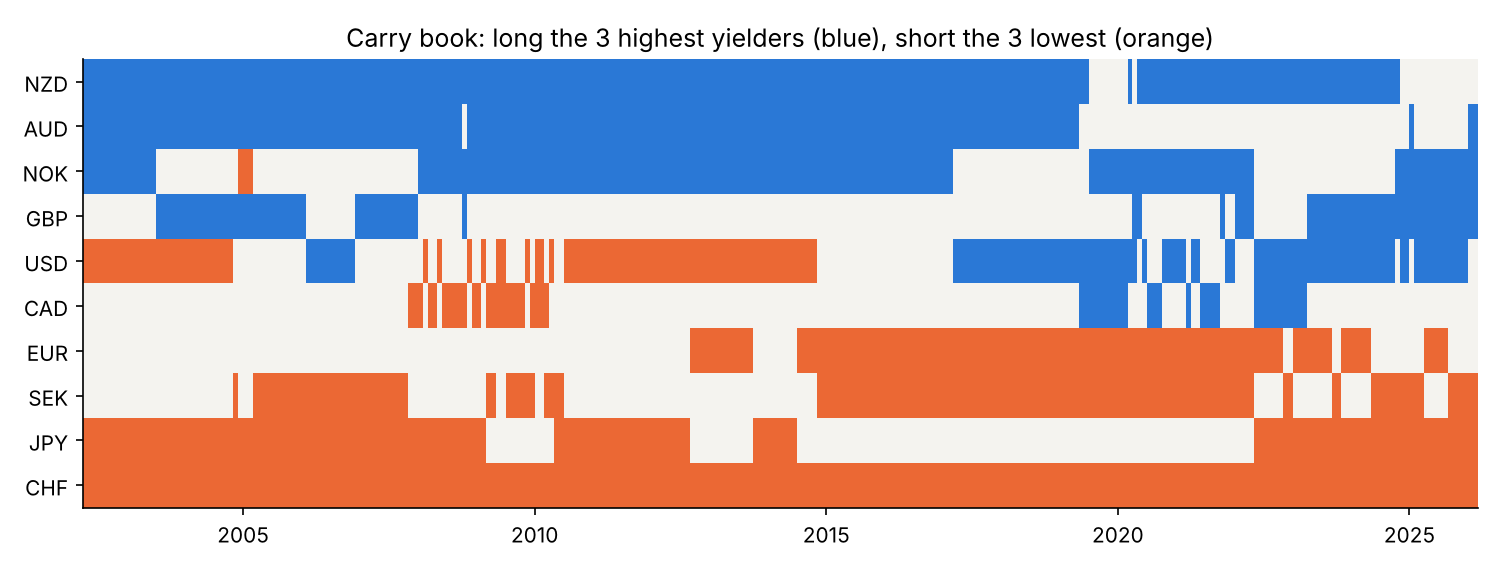 Carry book: long the 3 highest yielders (blue), short the 3 lowest (orange)
NZD
AUD
NOK
GBP
USD
CAD
EUR
SEK
JPY
CHF
2005 2010 2015 2020 2025